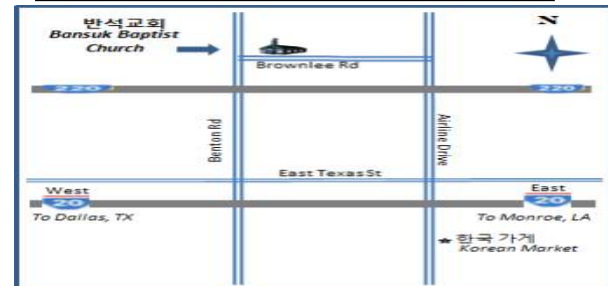 반석교회
Bansuk Baptist
Church
N
Brownlee Rd
220
220
Benton Rd
Airline Drive
East Texas St
West
20
To Dallas, TX
East
20
To Monroe, LA
★ 한국 가게
Korean Market